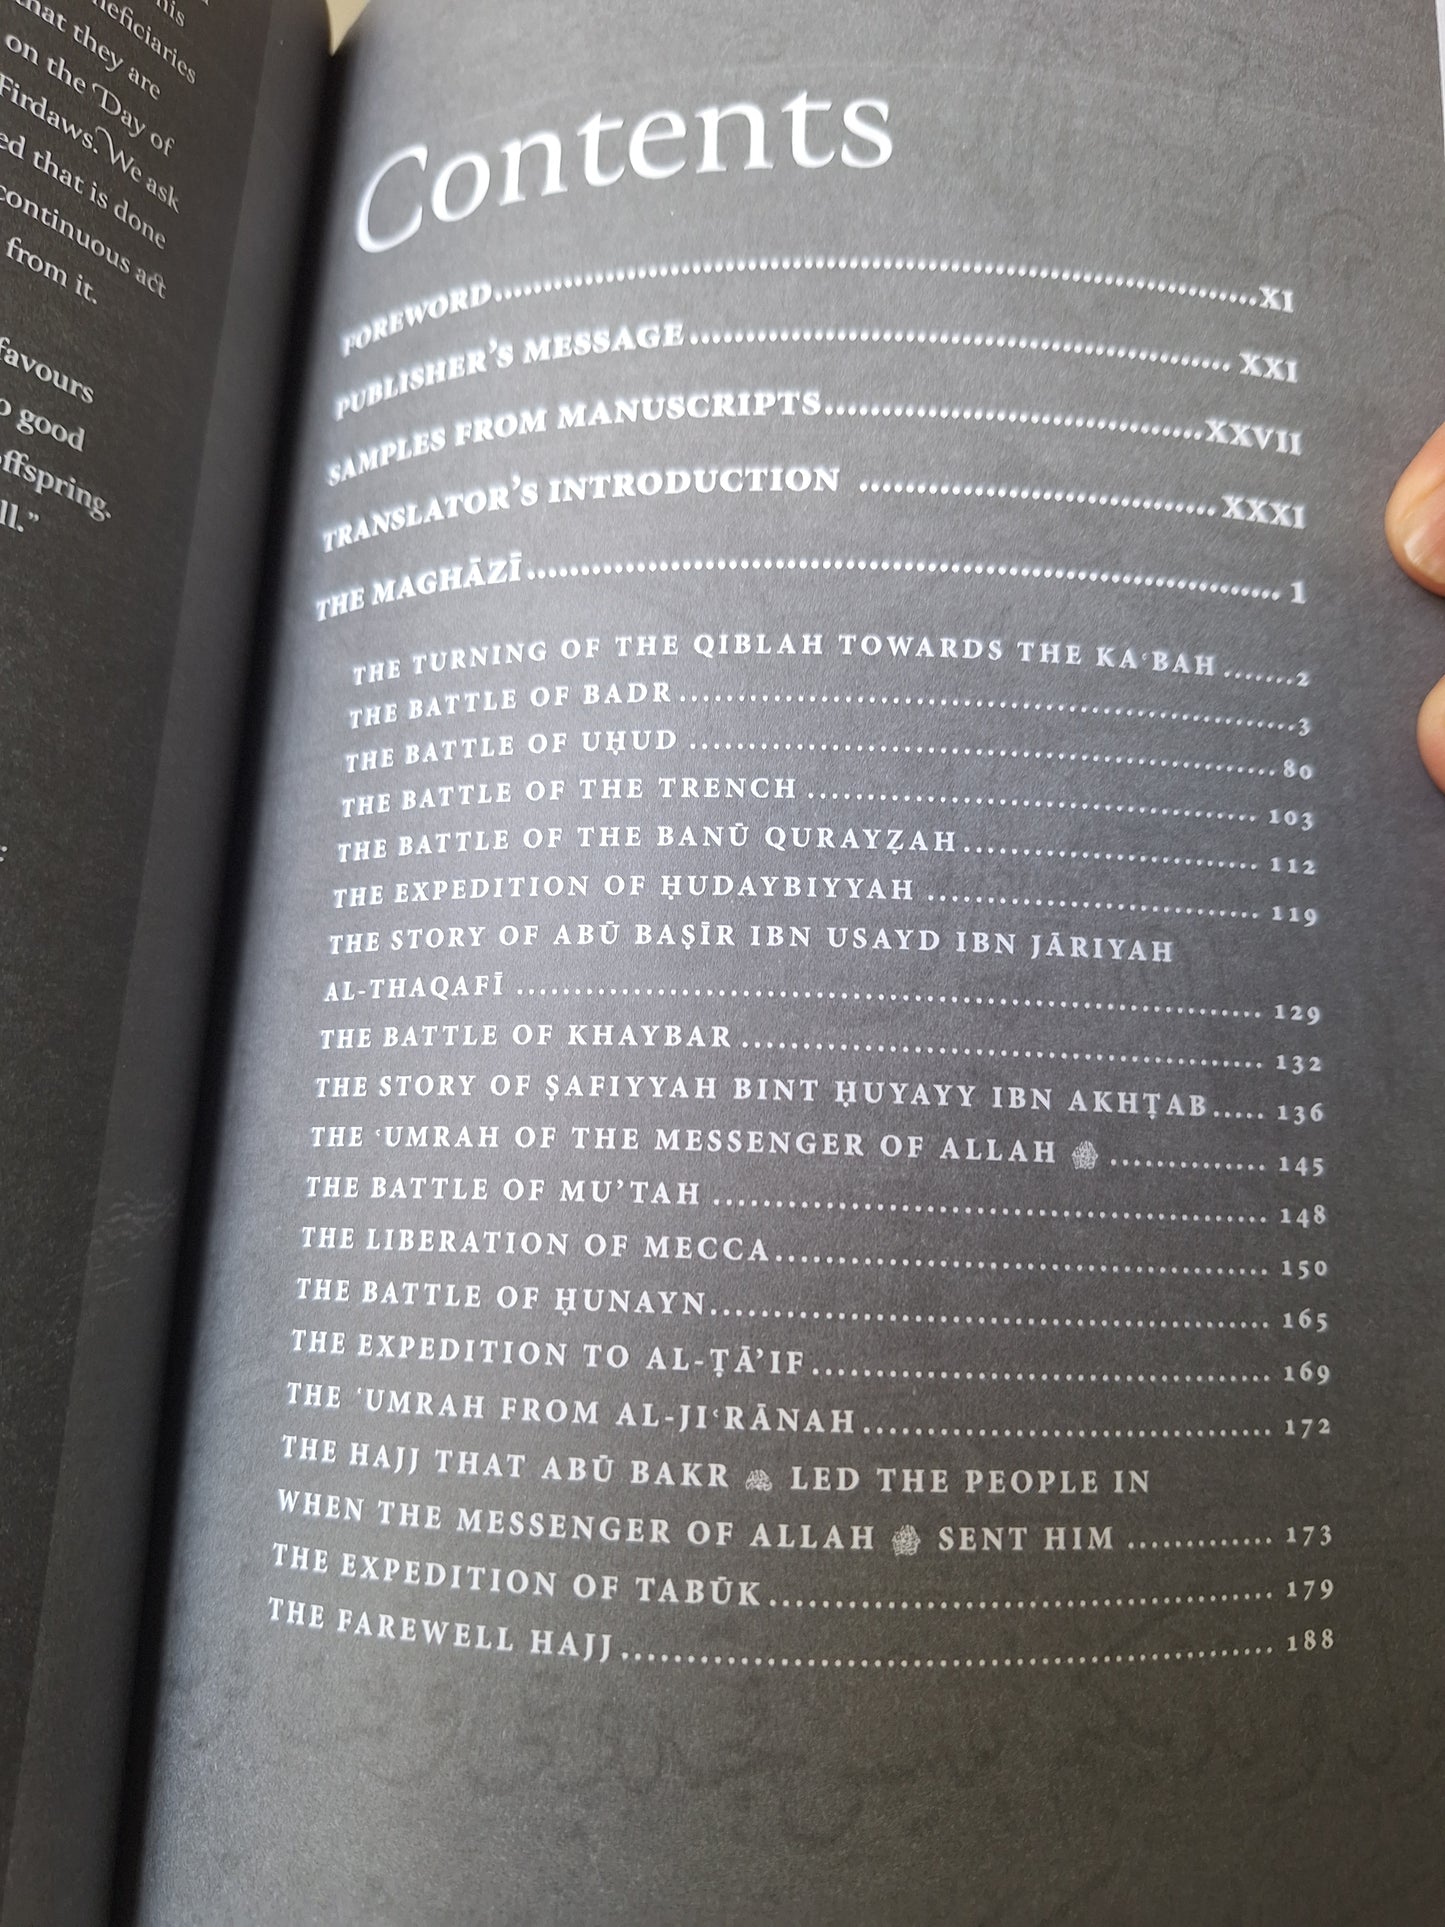 his
neficiaries
that they are
on the Day of
Firdaws. We ask
ed that is done
continuous act
from it.
favours
good
offspring.
ll.”
Contents
FOREWORD..........XI
PUBLISHER’S MESSAGE..........XXI
SAMPLES FROM MANUSCRIPTS..........XXVII
TRANSLATOR’S INTRODUCTION ..........XXXI
THE MAGHĀZĪ..........1
THE TURNING OF THE QIBLAH TOWARDS THE KAʿBAH.......2
THE BATTLE OF BADR..........3
THE BATTLE OF UḤUD ..........80
THE BATTLE OF THE TRENCH ..........103
THE BATTLE OF THE BANŪ QURAYẒAH..........112
THE EXPEDITION OF ḤUDAYBIYYAH ..........119
THE STORY OF ABŪ BAṢĪR IBN USAYD IBN JĀRIYAH
AL-THAQAFĪ ..........129
THE BATTLE OF KHAYBAR..........132
THE STORY OF ṢAFIYYAH BINT ḤUYAYY IBN AKHṬAB..... 136
THE ʿUMRAH OF THE MESSENGER OF ALLAH ﷺ ..........145
THE BATTLE OF MU’TAH ..........148
THE LIBERATION OF MECCA..........150
THE BATTLE OF ḤUNAYN..........165
THE EXPEDITION TO AL-ṬĀ’IF..........169
THE ʿUMRAH FROM AL-JIʿRĀNAH..........172
THE HAJJ THAT ABŪ BAKR LED THE PEOPLE IN
WHEN THE MESSENGER OF ALLAH ﷺ SENT HIM ..........173
THE EXPEDITION OF TABŪK..........179
THE FAREWELL HAJJ..........188